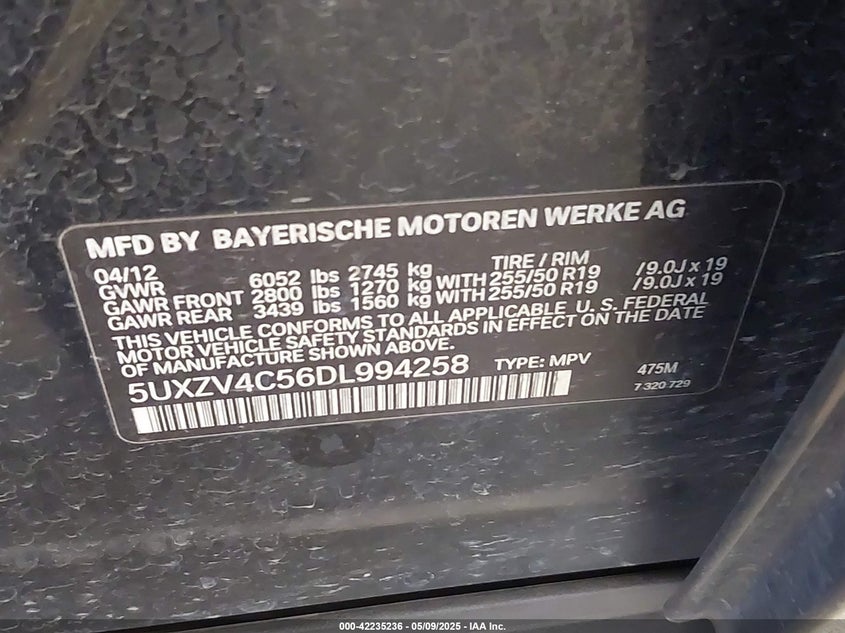 MFD BY BAYERISCHE MOTOREN WERKE AG
04/12 TIRE / RIM
GVWR 6052 lbs 2745 kg
GAWR FRONT 2800 lbs 1270 kg WITH 255/50 R19 /9.0J x 19
GAWR REAR 3439 lbs 1560 kg WITH 255/50 R19 /9.0J x 19
THIS VEHICLE CONFORMS TO ALL APPLICABLE U.S. FEDERAL
MOTOR VEHICLE SAFETY STANDARDS IN EFFECT ON THE DATE
OF MANUFACTURE SHOWN ABOVE.
5UXZV4C56DL994258 TYPE: MPV 475M
7 320 729
000-42235236 - 05/09/2025 - IAA Inc.